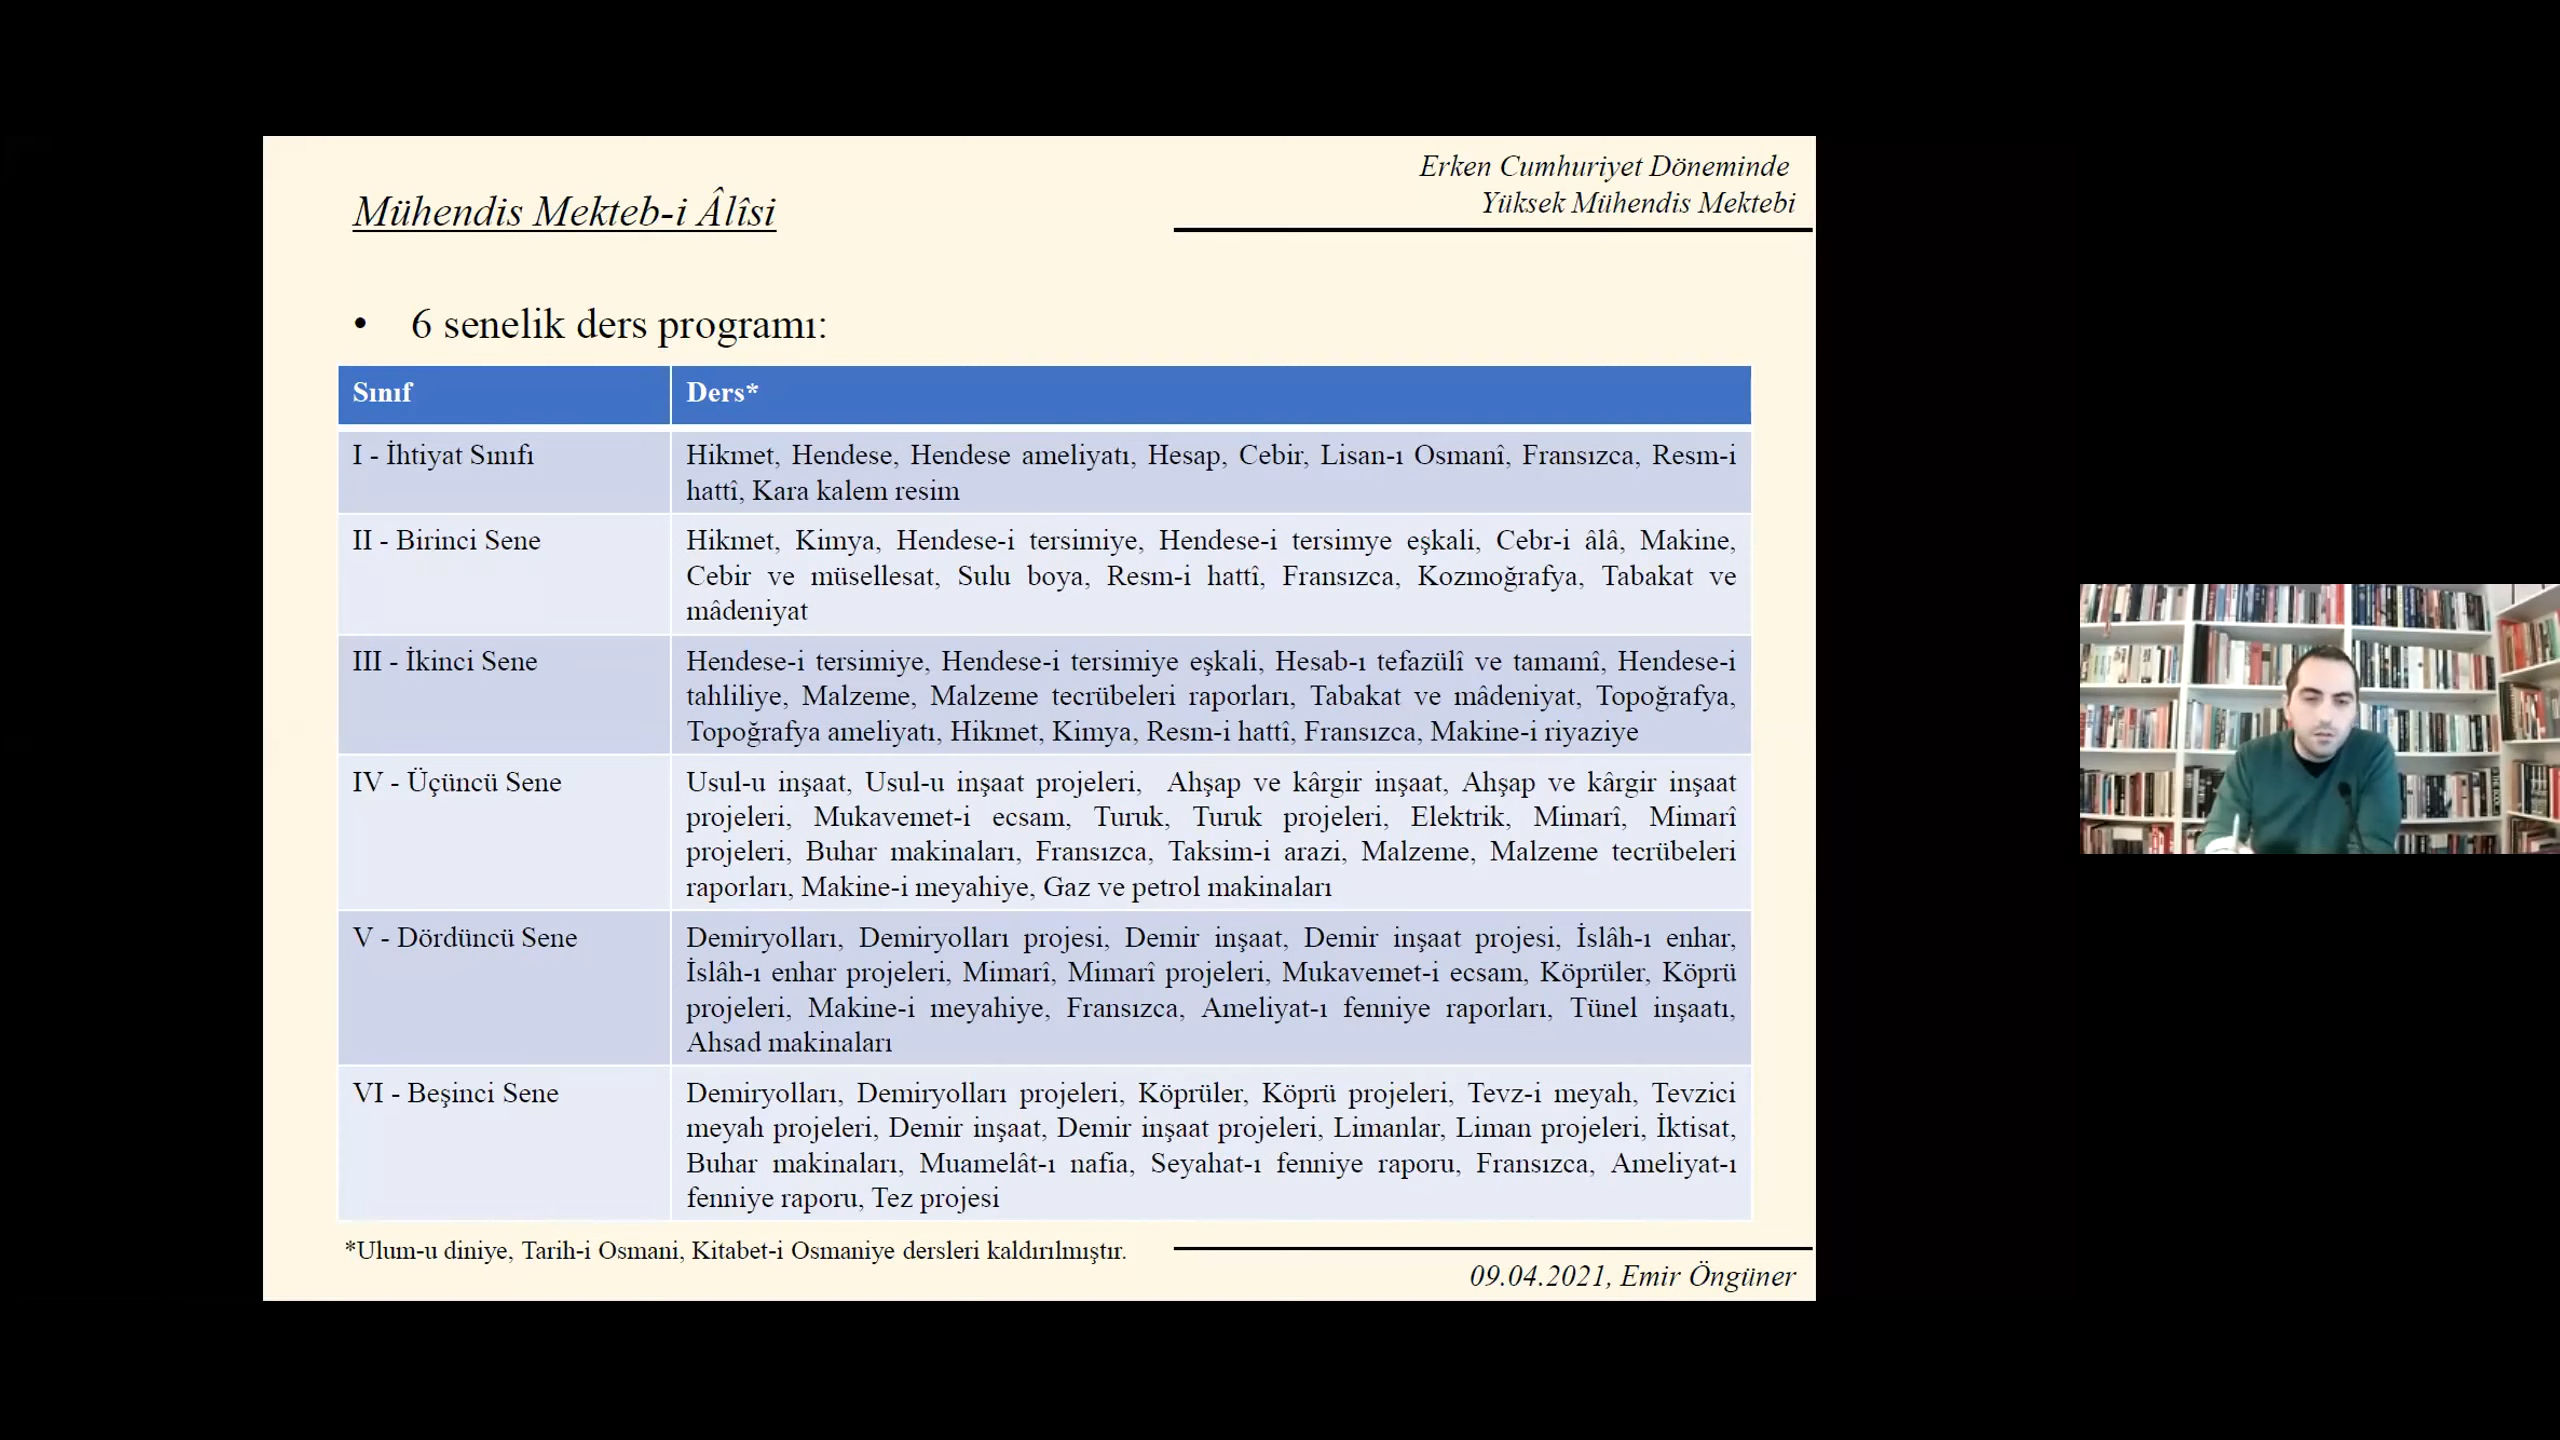 Erken Cumhuriyet Döneminde
Yüksek Mühendis Mektebi
Mühendis Mekteb-i Âlîsi
• 6 senelik ders programı:
Sınıf Ders*
I - İhtiyat Sınıfı Hikmet, Hendese, Hendese ameliyatı, Hesap, Cebir, Lisan-ı Osmanî, Fransızca, Resm-i
hattî, Kara kalem resim
II - Birinci Sene Hikmet, Kimya, Hendese-i tersimiye, Hendese-i tersimye eşkali, Cebr-i âlâ, Makine,
Cebir ve müsellesat, Sulu boya, Resm-i hattî, Fransızca, Kozmoğrafya, Tabakat ve
mâdeniyat
III - İkinci Sene Hendese-i tersimiye, Hendese-i tersimiye eşkali, Hesab-ı tefazülî ve tamamî, Hendese-i
tahliliye, Malzeme, Malzeme tecrübeleri raporları, Tabakat ve mâdeniyat, Topoğrafya,
Topoğrafya ameliyatı, Hikmet, Kimya, Resm-i hattî, Fransızca, Makine-i riyaziye
IV - Üçüncü Sene Usul-u inşaat, Usul-u inşaat projeleri, Ahşap ve kârgir inşaat, Ahşap ve kârgir inşaat
projeleri, Mukavemet-i ecsam, Turuk, Turuk projeleri, Elektrik, Mimarî, Mimarî
projeleri, Buhar makinaları, Fransızca, Taksim-i arazi, Malzeme, Malzeme tecrübeleri
raporları, Makine-i meyahiye, Gaz ve petrol makinaları
V - Dördüncü Sene Demiryolları, Demiryolları projesi, Demir inşaat, Demir inşaat projesi, İslâh-ı enhar,
İslâh-ı enhar projeleri, Mimarî, Mimarî projeleri, Mukavemet-i ecsam, Köprüler, Köprü
projeleri, Makine-i meyahiye, Fransızca, Ameliyat-ı fenniye raporları, Tünel inşaatı,
Ahsad makinaları
VI - Beşinci Sene Demiryolları, Demiryolları projeleri, Köprüler, Köprü projeleri, Tevz-i meyah, Tevzici
meyah projeleri, Demir inşaat, Demir inşaat projeleri, Limanlar, Liman projeleri, İktisat,
Buhar makinaları, Muamelât-ı nafia, Seyahat-ı fenniye raporu, Fransızca, Ameliyat-ı
fenniye raporu, Tez projesi
*Ulum-u diniye, Tarih-i Osmani, Kitabet-i Osmaniye dersleri kaldırılmıştır.
09.04.2021, Emir Öngüner